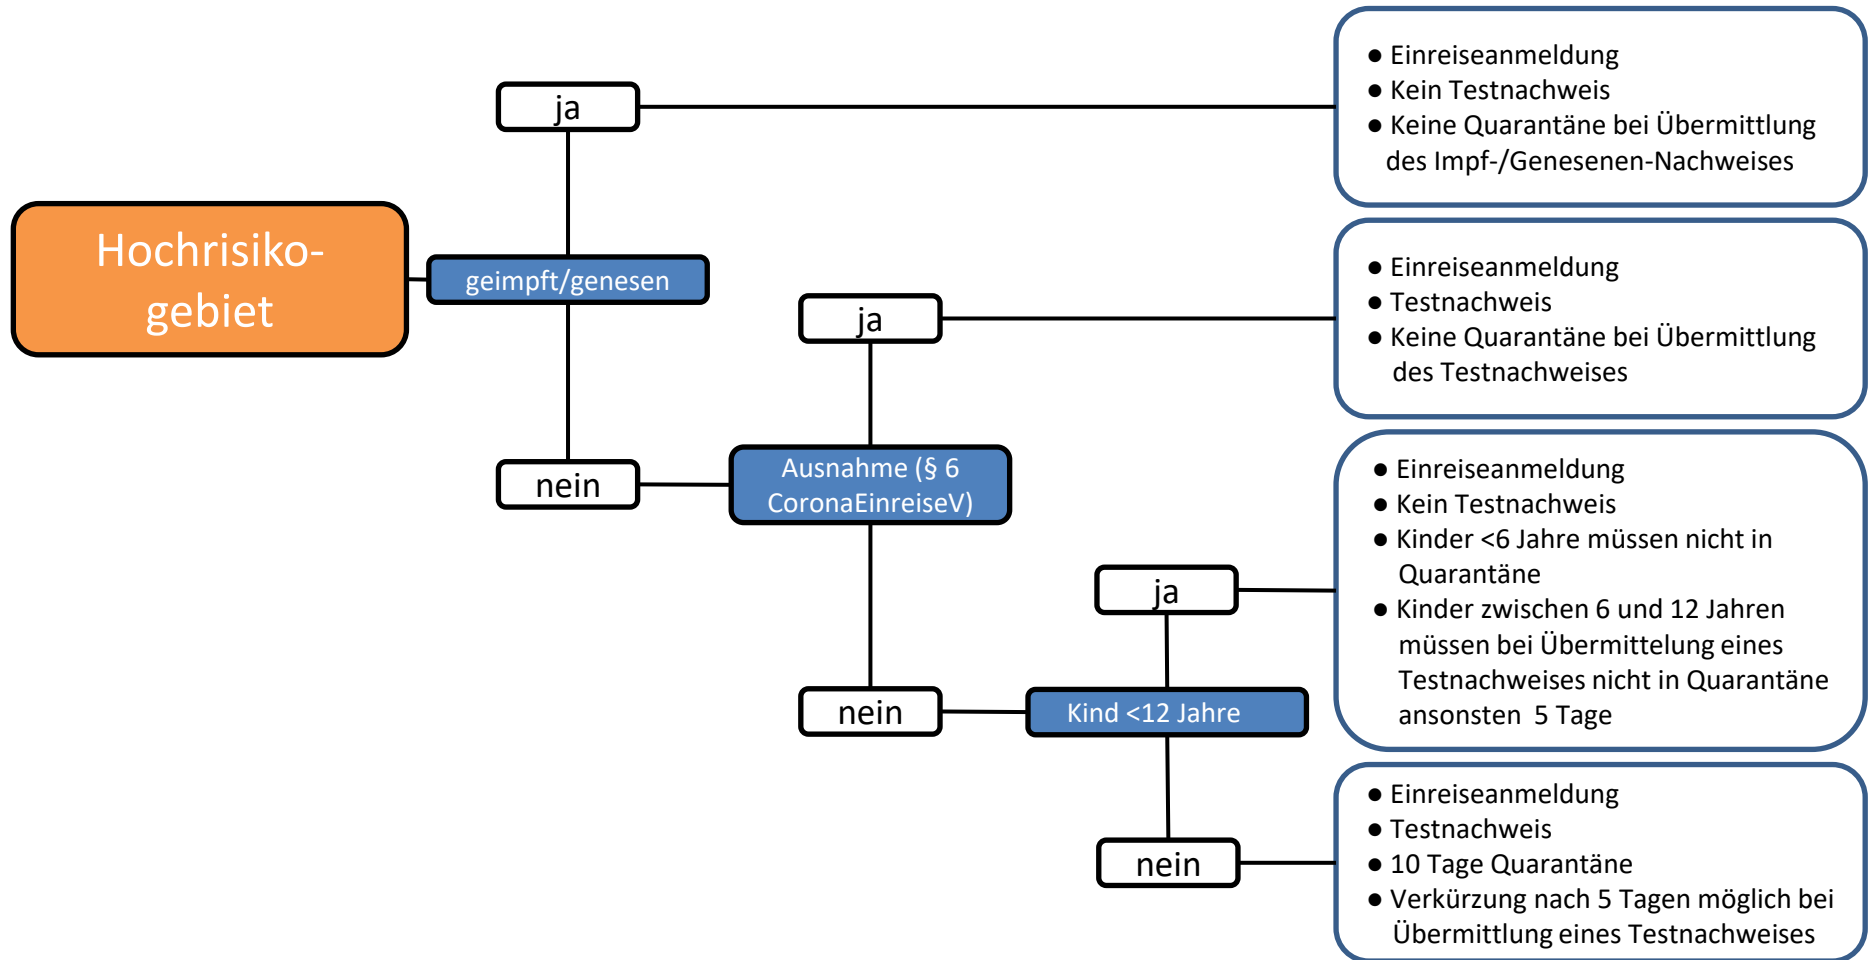 Hochrisiko-
gebiet
geimpft/genesen
ja
● Einreiseanmeldung
● Kein Testnachweis
● Keine Quarantäne bei Übermittlung
des Impf-/Genesenen-Nachweises
nein
Ausnahme (§ 6
CoronaEinreiseV)
ja
● Einreiseanmeldung
● Testnachweis
● Keine Quarantäne bei Übermittlung
des Testnachweises
nein
Kind <12 Jahre
ja
● Einreiseanmeldung
● Kein Testnachweis
● Kinder <6 Jahre müssen nicht in
Quarantäne
● Kinder zwischen 6 und 12 Jahren
müssen bei Übermittelung eines
Testnachweises nicht in Quarantäne
ansonsten 5 Tage
nein
● Einreiseanmeldung
● Testnachweis
● 10 Tage Quarantäne
● Verkürzung nach 5 Tagen möglich bei
Übermittlung eines Testnachweises